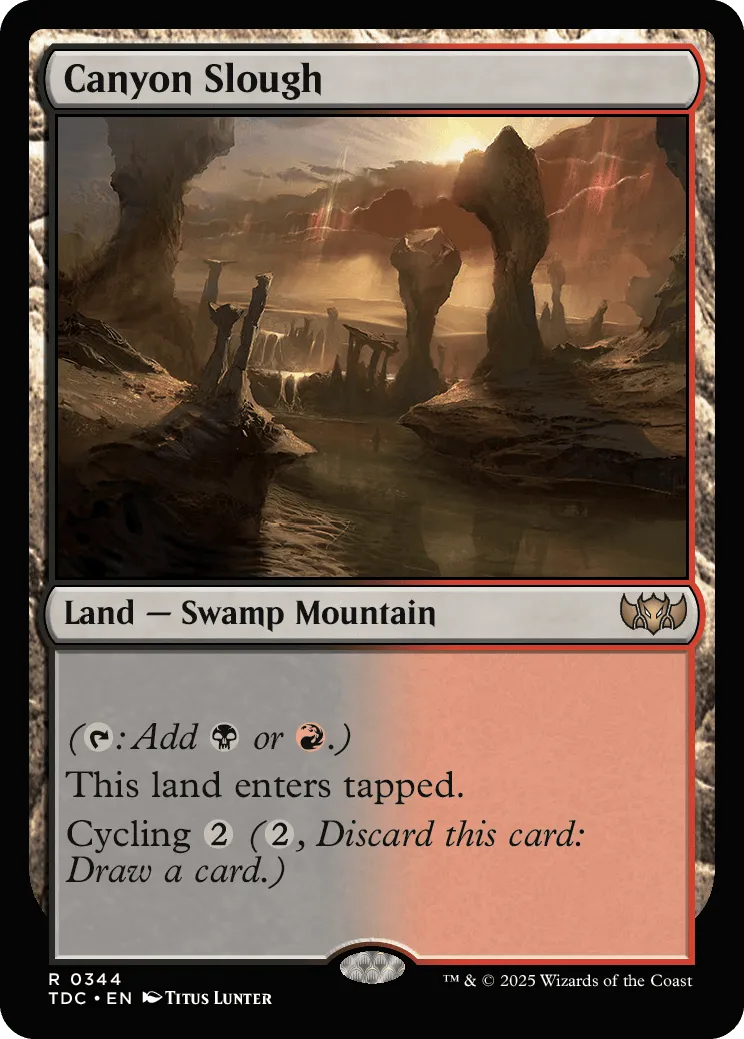 Canyon Slough
Land — Swamp Mountain
(: Add or .)
This land enters tapped.
Cycling 2 (2, Discard this card:
Draw a card.)
R 0344
TDC • EN Titus Lunter
™ & © 2025 Wizards of the Coast